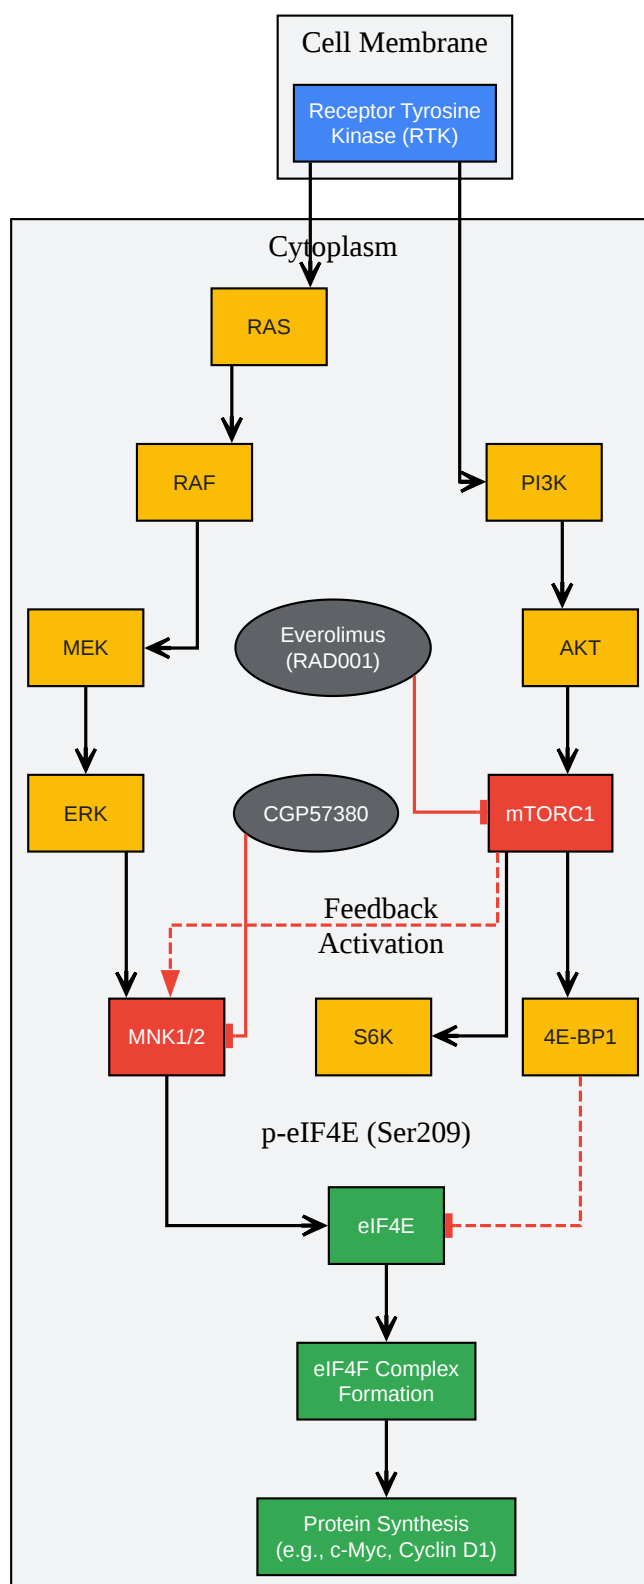 Cell Membrane
Receptor Tyrosine
Kinase (RTK)
Cytoplasm
RAS
RAF
PI3K
MEK
Everolimus
(RAD001)
AKT
ERK
CGP57380
mTORC1
Feedback
Activation
MNK1/2
S6K
4E-BP1
p-eIF4E (Ser209)
eIF4E
eIF4F Complex
Formation
Protein Synthesis
(e.g., c-Myc, Cyclin D1)